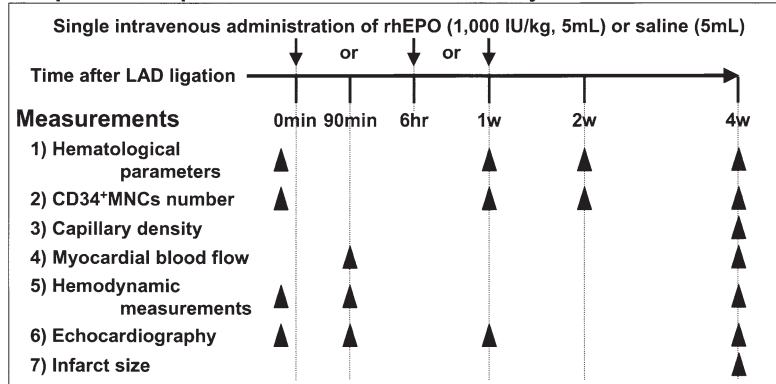 Single intravenous administration of rhEPO (1,000 IU/kg, 5mL) or saline (5mL)
or or
Time after LAD ligation
Measurements 0min 90min 6hr 1w 2w 4w
1) Hematological
parameters
2) CD34+MNCs number
3) Capillary density
4) Myocardial blood flow
5) Hemodynamic
measurements
6) Echocardiography
7) Infarct size